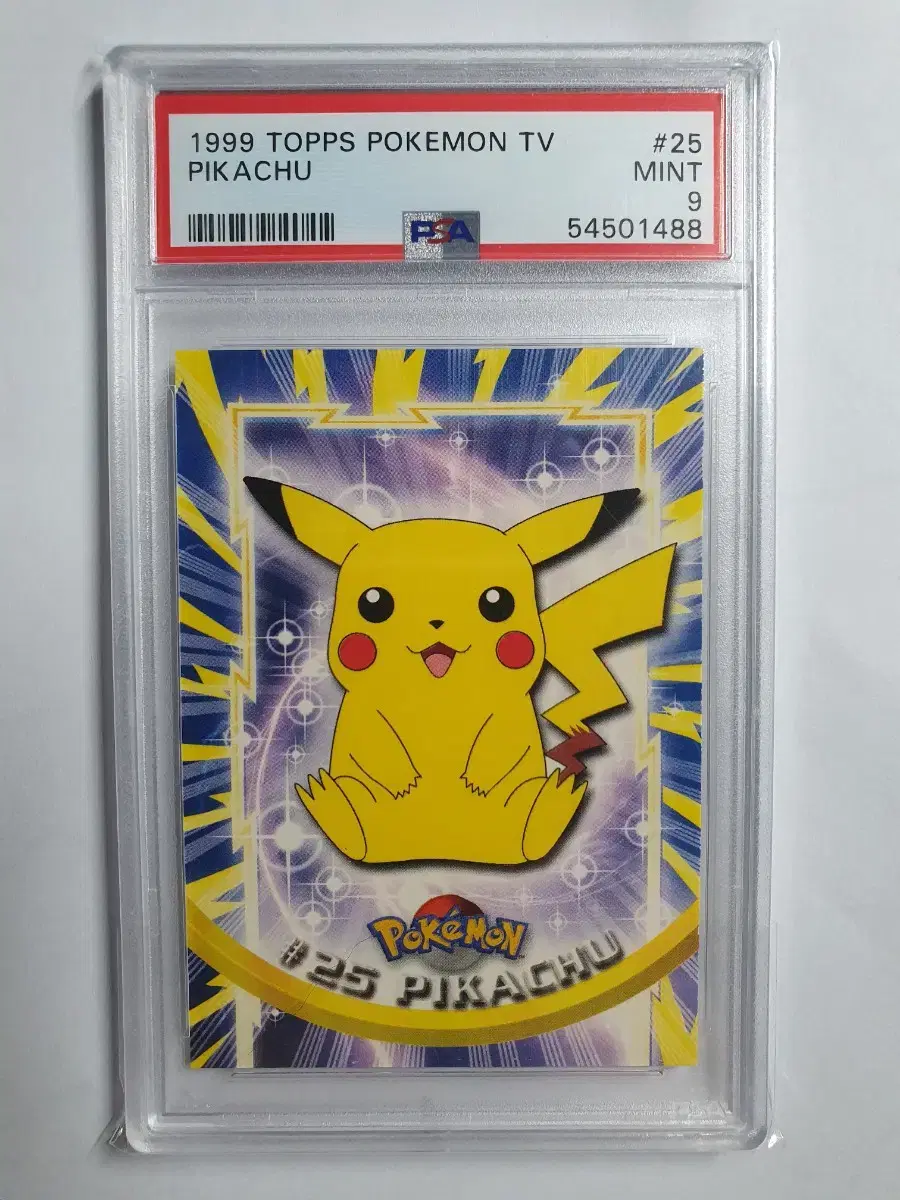 1999 TOPPS POKEMON TV #25
PIKACHU MINT
9
PSA 54501488
POKéMON
#25 PIKACHU